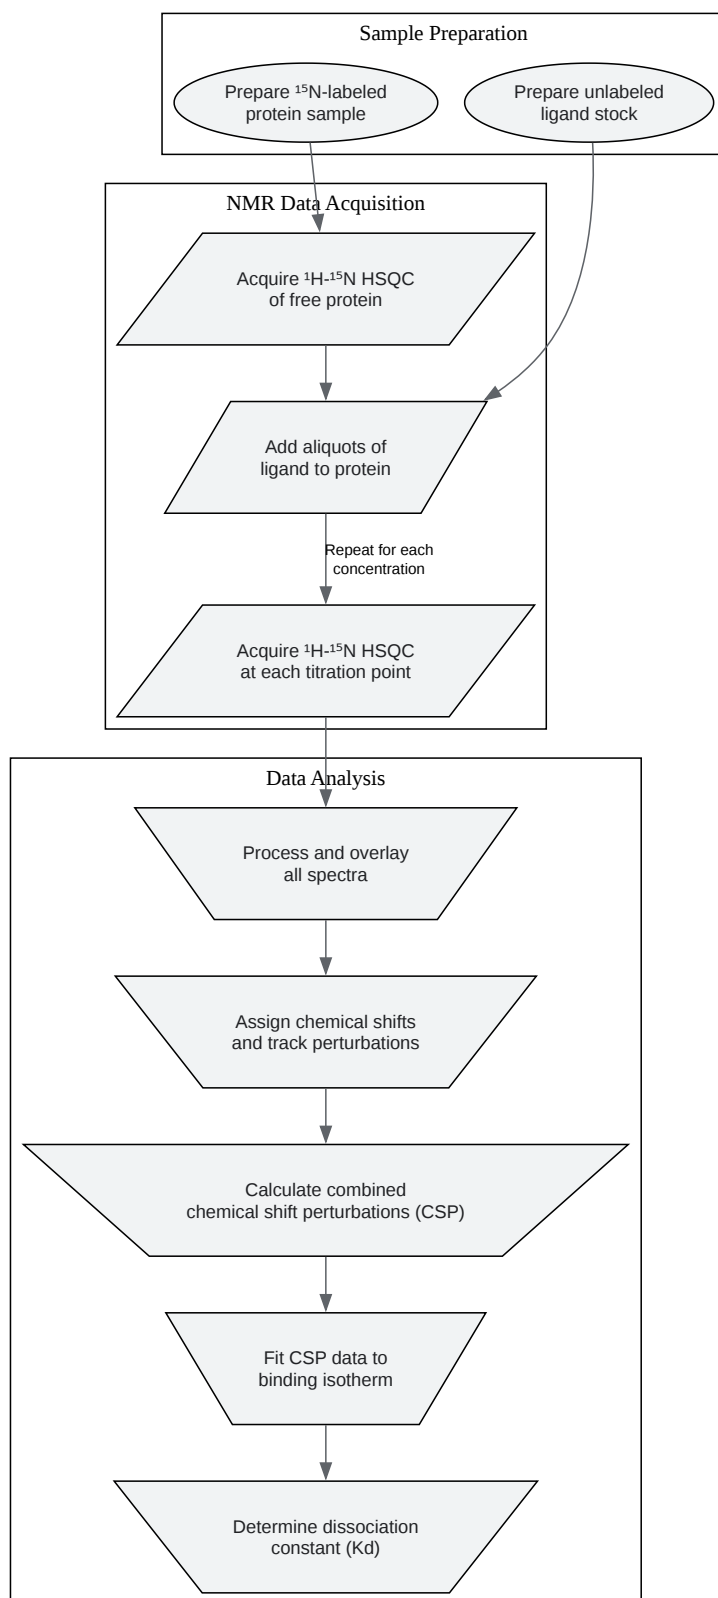 Sample Preparation
Prepare ¹⁵N-labeled
protein sample
Prepare unlabeled
ligand stock
NMR Data Acquisition
Acquire ¹H-¹⁵N HSQC
of free protein
Add aliquots of
ligand to protein
Repeat for each
concentration
Acquire ¹H-¹⁵N HSQC
at each titration point
Data Analysis
Process and overlay
all spectra
Assign chemical shifts
and track perturbations
Calculate combined
chemical shift perturbations (CSP)
Fit CSP data to
binding isotherm
Determine dissociation
constant (Kd)